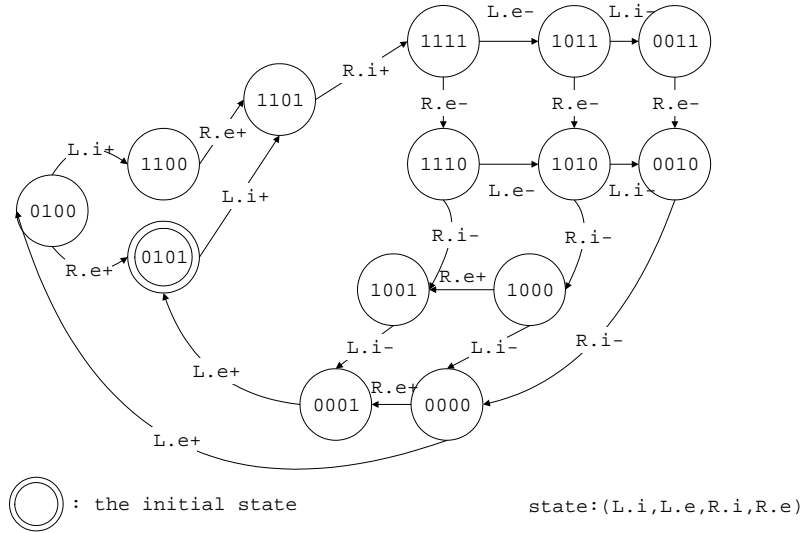 L.e-
L.i-
1111
1011
0011
R.i+
1101
R.e-
R.e-
R.e-
R.e+
L.i+
1100
1110
1010
0010
L.e-
L.i-
L.i+
0100
R.i-
R.i-
0101
R.e+
R.e+
1001
1000
R.i-
L.i-
L.i-
L.e+
R.e+
0001
0000
L.e+
: the initial state
state:(L.i,L.e,R.i,R.e)